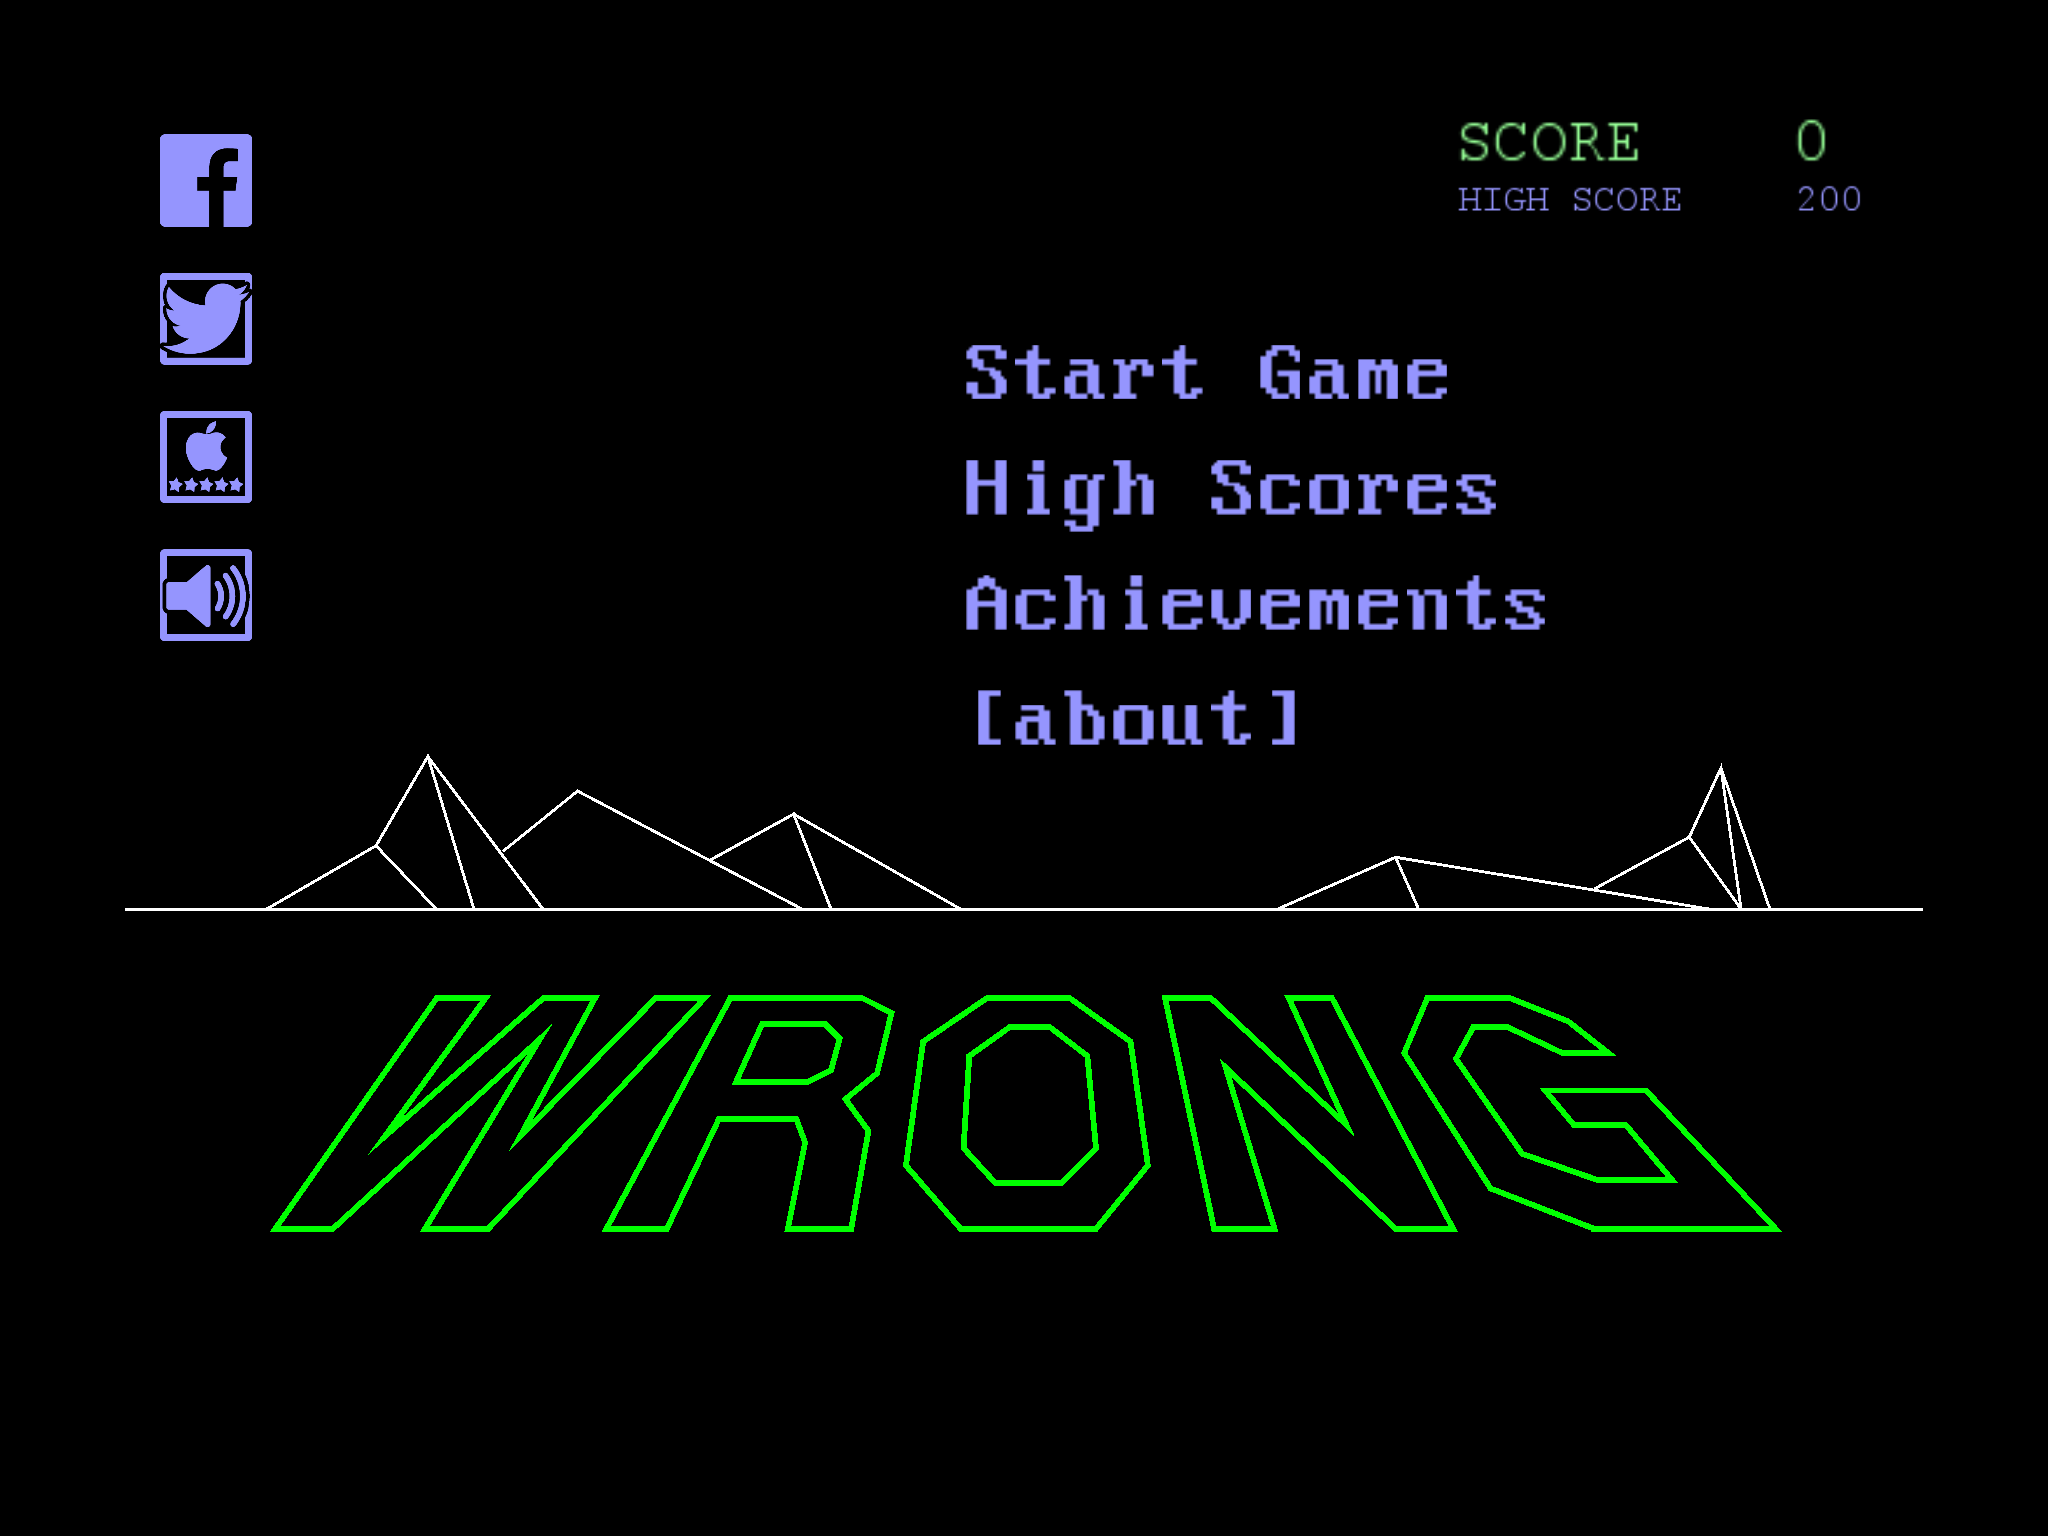 SCORE 0
HIGH SCORE 200
Start Game
High Scores
Achievements
[about]
WRONG